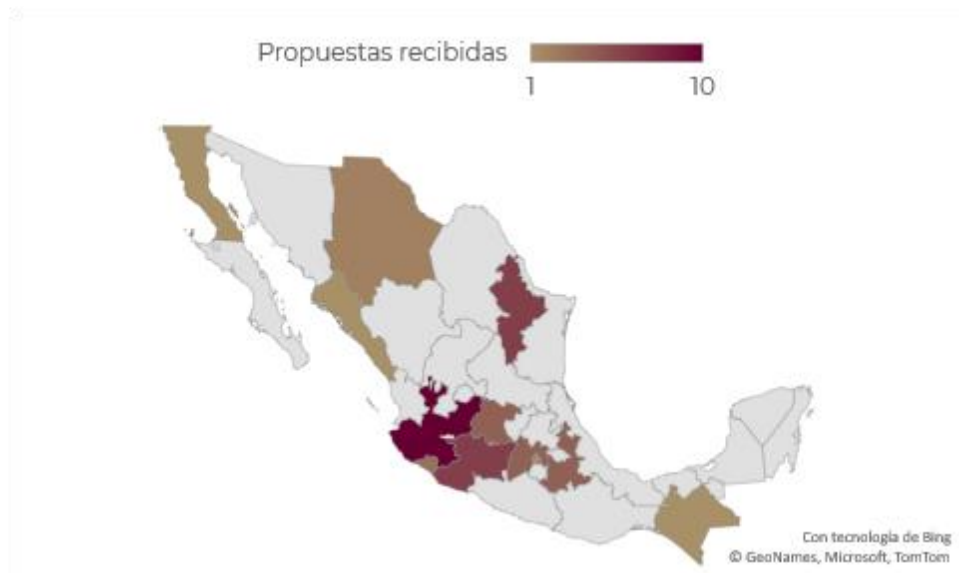 Propuestas recibidas
1 10
Con tecnología de Bing
© GeoNames, Microsoft, TomTom